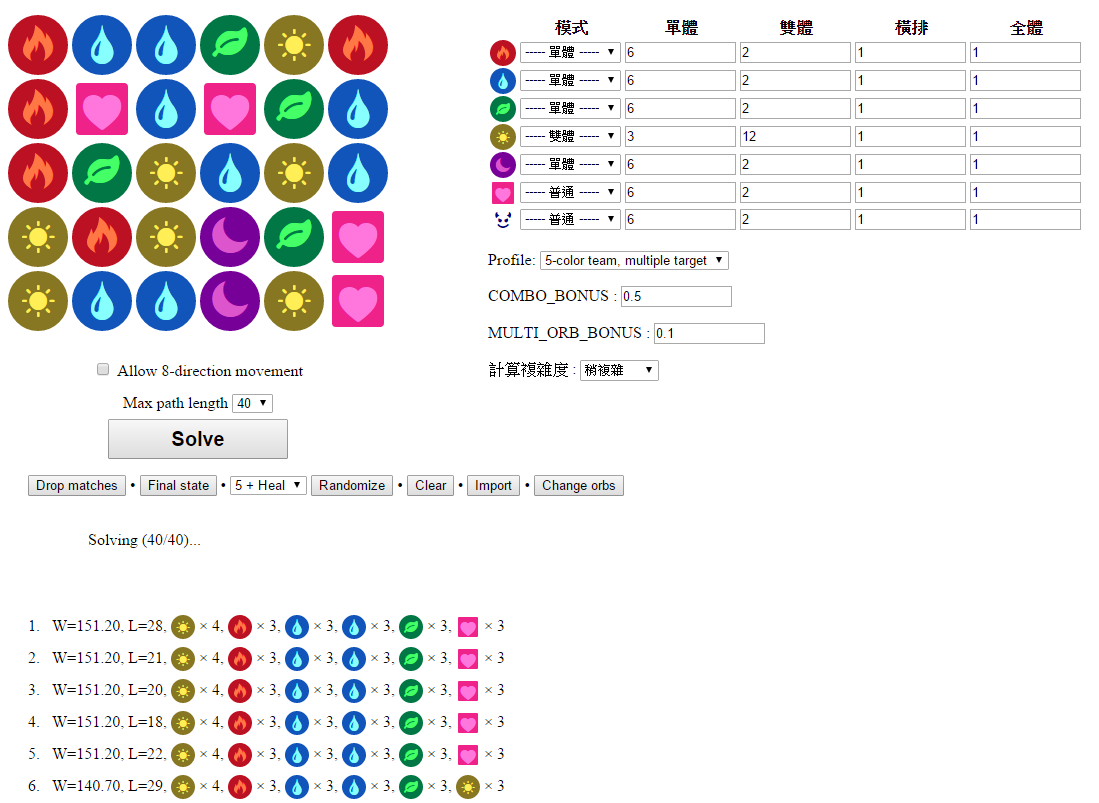 模式 單體 雙體 橫排 全體
----- 單體 ----- 6 2 1 1
----- 單體 ----- 6 2 1 1
----- 單體 ----- 6 2 1 1
----- 雙體 ----- 3 12 1 1
----- 單體 ----- 6 2 1 1
----- 普通 ----- 6 2 1 1
----- 普通 ----- 6 2 1 1
Profile: 5-color team, multiple target
COMBO_BONUS : 0.5
MULTI_ORB_BONUS : 0.1
計算複雜度 : 稍複雜
Allow 8-direction movement
Max path length 40
Solve
Drop matches • Final state • 5 + Heal Randomize • Clear • Import • Change orbs
Solving (40/40)...
1. W=151.20, L=28, × 4, × 3, × 3, × 3, × 3, × 3
2. W=151.20, L=21, × 4, × 3, × 3, × 3, × 3, × 3
3. W=151.20, L=20, × 4, × 3, × 3, × 3, × 3, × 3
4. W=151.20, L=18, × 4, × 3, × 3, × 3, × 3, × 3
5. W=151.20, L=22, × 4, × 3, × 3, × 3, × 3, × 3
6. W=140.70, L=29, × 4, × 3, × 3, × 3, × 3, × 3